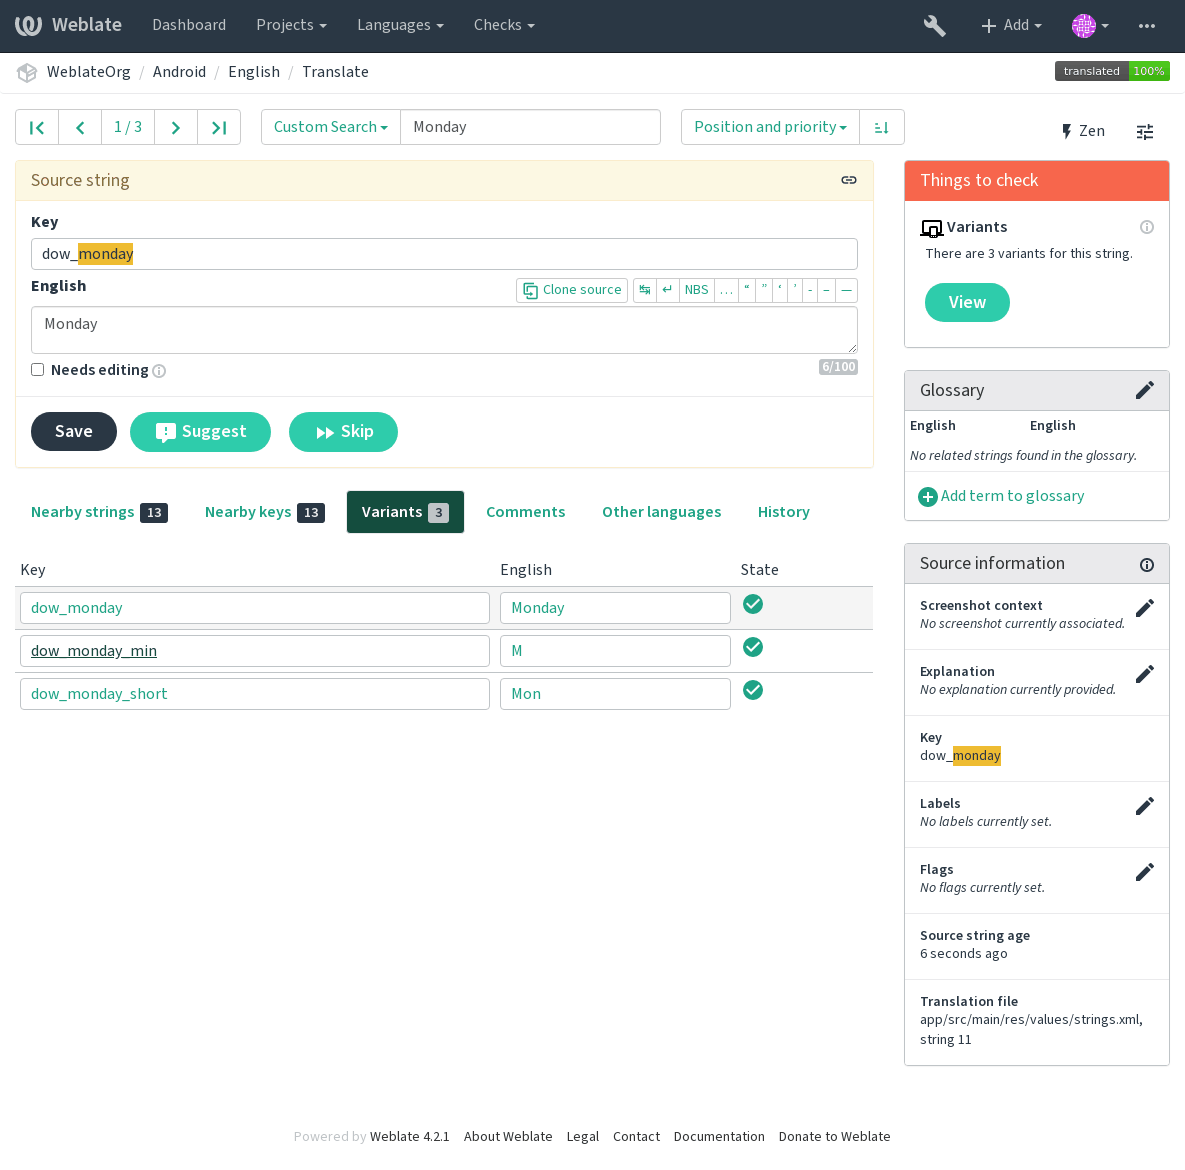 Weblate Dashboard Projects Languages Checks Add
WeblateOrg / Android / English / Translate
translated 100%
1 / 3
Custom Search Monday
Position and priority
Zen
Source string
Key
dow_monday
English
Clone source ↹ ↵ NBS … “ ” ‘ ’ - – —
Monday
Needs editing
6/100
Save Suggest Skip
Nearby strings 13 Nearby keys 13 Variants 3 Comments Other languages History
Key English State
dow_monday Monday
dow_monday_min M
dow_monday_short Mon
Things to check
Variants
There are 3 variants for this string.
View
Glossary
English English
No related strings found in the glossary.
Add term to glossary
Source information
Screenshot context
No screenshot currently associated.
Explanation
No explanation currently provided.
Key
dow_monday
Labels
No labels currently set.
Flags
No flags currently set.
Source string age
6 seconds ago
Translation file
app/src/main/res/values/strings.xml,
string 11
Powered by Weblate 4.2.1 About Weblate Legal Contact Documentation Donate to Weblate